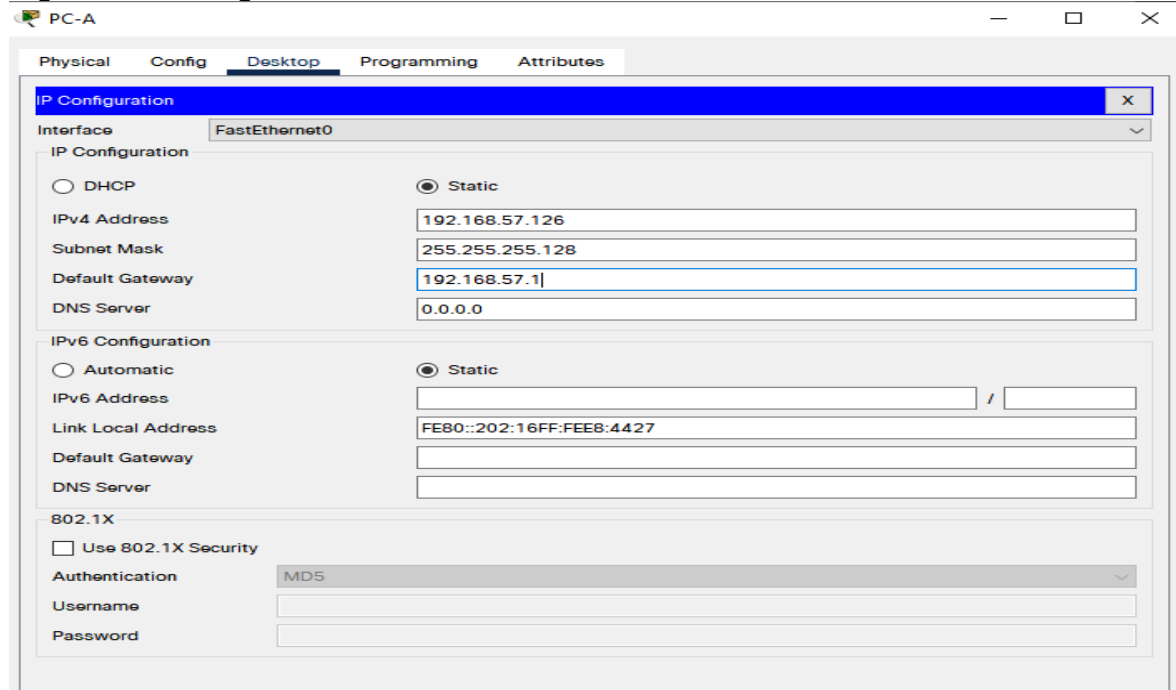 PC-A
Physical Config Desktop Programming Attributes
IP Configuration X
Interface FastEthernet0
IP Configuration
DHCP Static
IPv4 Address 192.168.57.126
Subnet Mask 255.255.255.128
Default Gateway 192.168.57.1
DNS Server 0.0.0.0
IPv6 Configuration
Automatic Static
IPv6 Address /
Link Local Address FE80::202:16FF:FEE8:4427
Default Gateway
DNS Server
802.1X
Use 802.1X Security
Authentication MD5
Username
Password